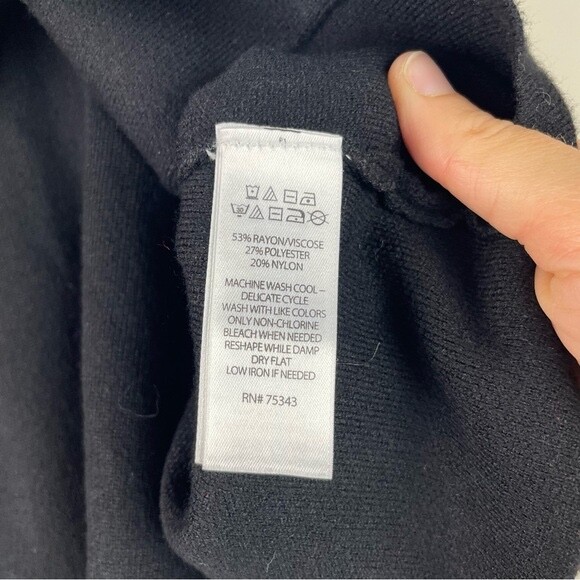 53% RAYON/VISCOSE
27% POLYESTER
20% NYLON
MACHINE WASH COOL –
DELICATE CYCLE
WASH WITH LIKE COLORS
ONLY NON-CHLORINE
BLEACH WHEN NEEDED
RESHAPE WHILE DAMP
DRY FLAT
LOW IRON IF NEEDED
RN# 75343